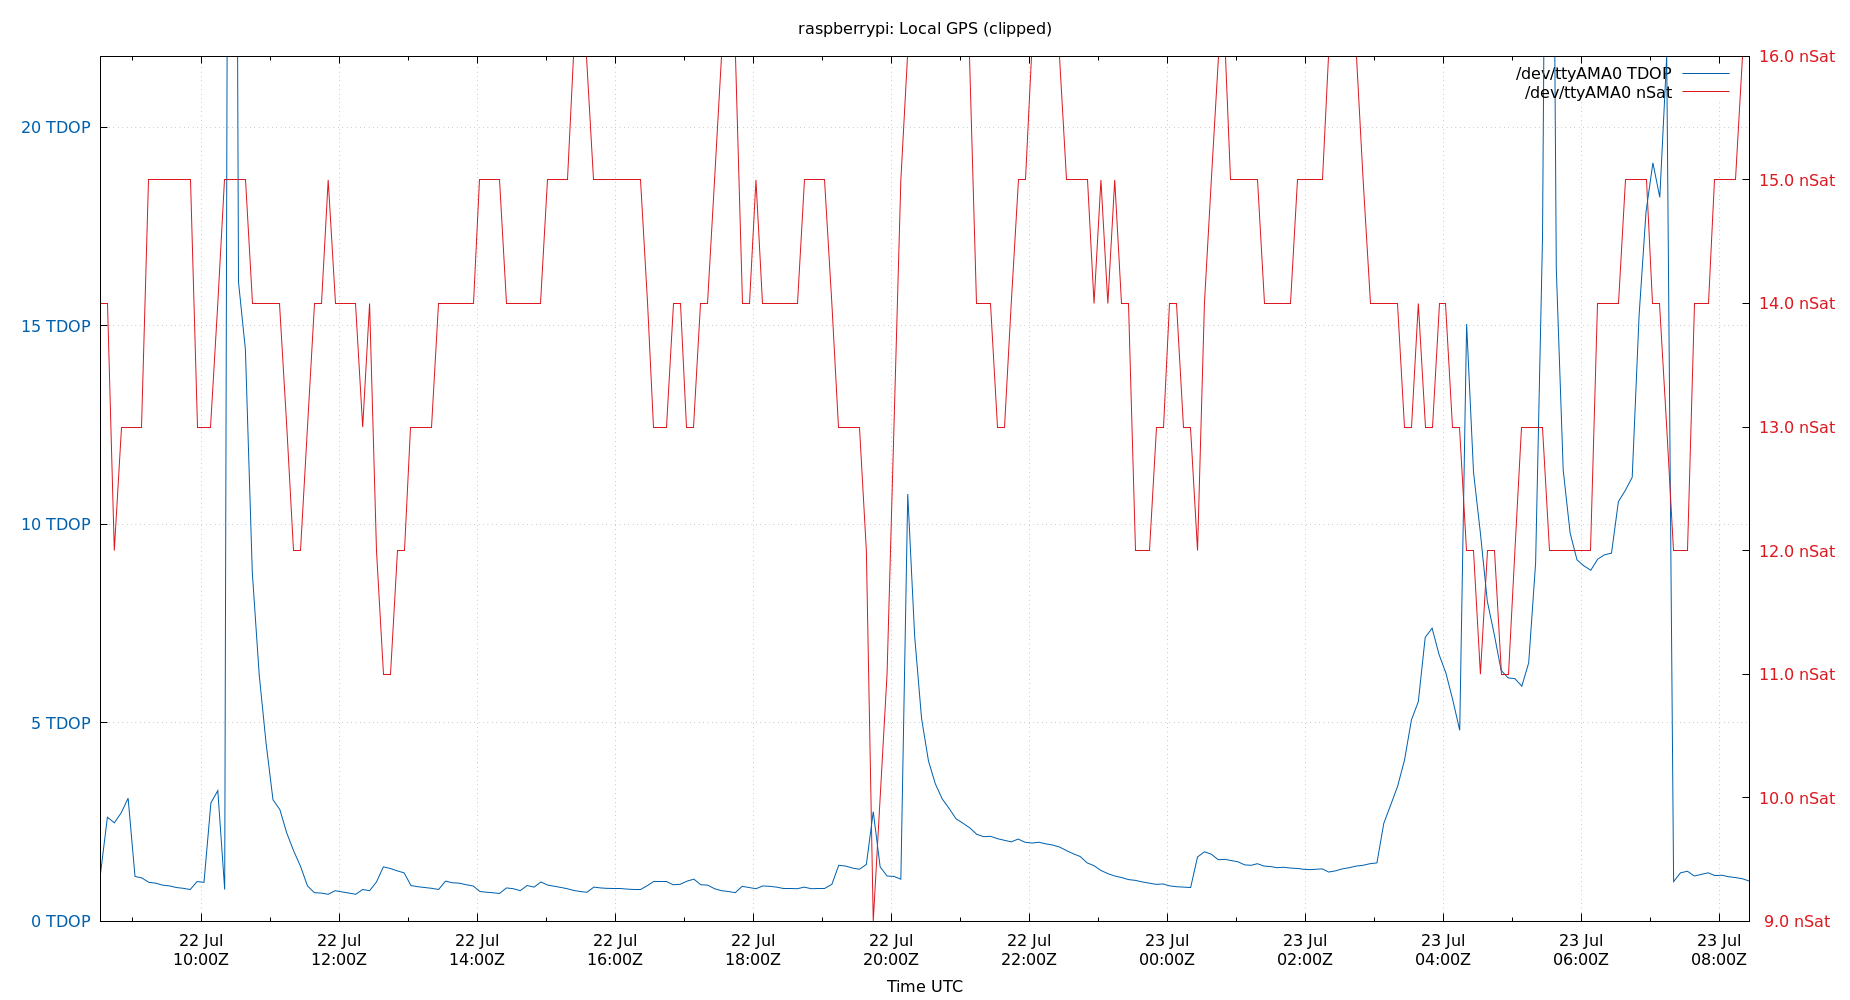 raspberrypi: Local GPS (clipped)
/dev/ttyAMA0 TDOP
/dev/ttyAMA0 nSat
20 TDOP
15 TDOP
10 TDOP
5 TDOP
0 TDOP
16.0 nSat
15.0 nSat
14.0 nSat
13.0 nSat
12.0 nSat
11.0 nSat
10.0 nSat
9.0 nSat
22 Jul 22 Jul 22 Jul 22 Jul 22 Jul 22 Jul 22 Jul 23 Jul 23 Jul 23 Jul 23 Jul 23 Jul
10:00Z 12:00Z 14:00Z 16:00Z 18:00Z 20:00Z 22:00Z 00:00Z 02:00Z 04:00Z 06:00Z 08:00Z
Time UTC